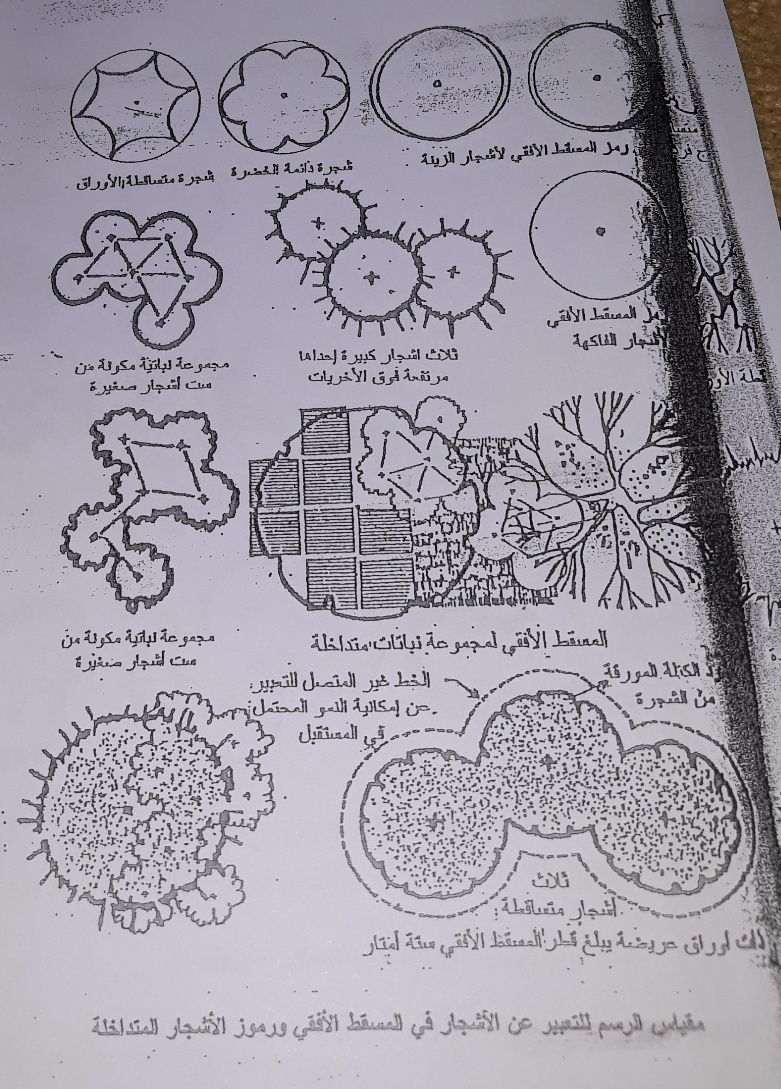 رمز المسقط الأفقي لأشجار الزينة
شجرة دائمة الخضرة
شجرة متساقطة الأوراق
المسقط الأفقي
الفاكهة
ثلاث اشجار كبيرة إحداها
مرتفعة فوق الأخريات
مجموعة نباتية مكونة من
ست أشجار صغيرة
المسقط الأفقي لمجموعة نباتات متداخلة
مجموعة نباتية مكونة من
ست أشجار صغيرة
الكتلة المورقة
من الشجرة
الخط غير المتصل للتعبير
عن إمكانية النمو المحتمل
في المستقبل
ثلاث
أشجار متساقطة
أوراق عريضة يبلغ قطر المسقط الأفقي ستة أمتار
مقياس الرسم للتعبير عن الأشجار في المسقط الأفقي ورموز الأشجار المتداخلة